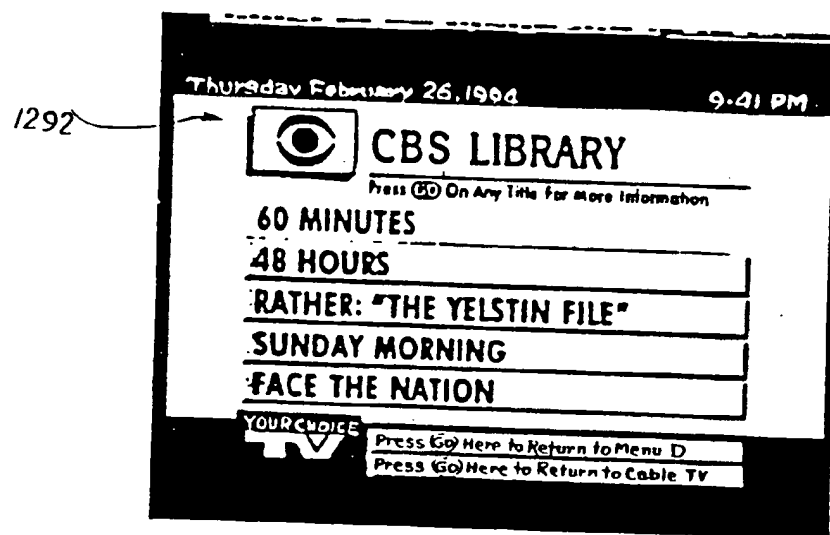 Thursday February 26, 1994
9:41 PM
1292
CBS LIBRARY
Press Go On Any Title for More Information
60 MINUTES
48 HOURS
RATHER: "THE YELSTIN FILE"
SUNDAY MORNING
FACE THE NATION
YOUR CHOICE
TV
Press Go Here to Return to Menu D
Press Go Here to Return to Cable TV